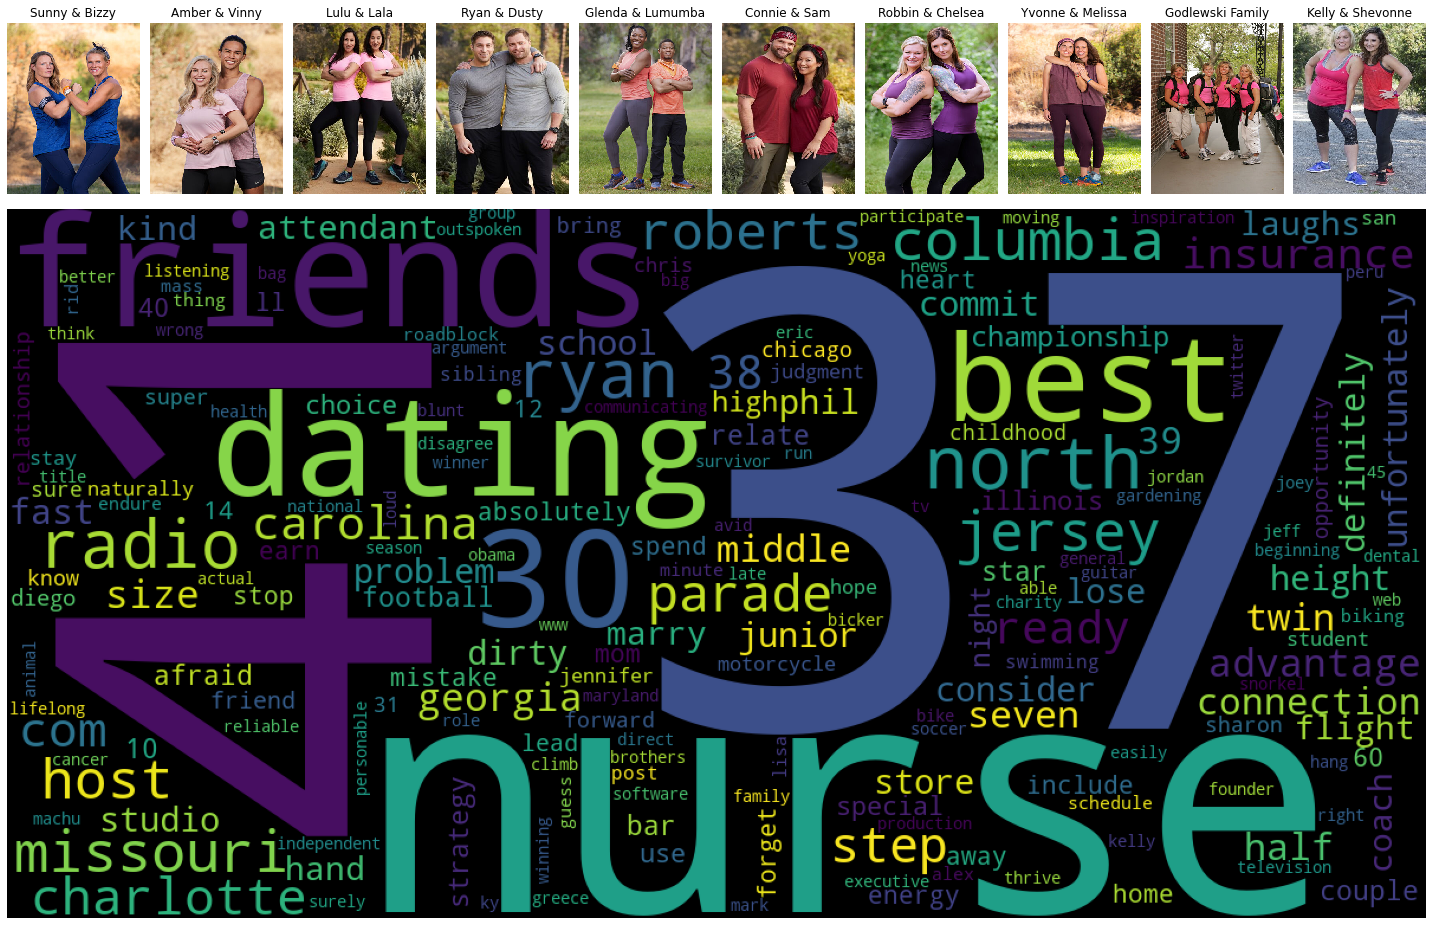 Sunny & Bizzy
Amber & Vinny
Lulu & Lala
Ryan & Dusty
Glenda & Lumumba
Connie & Sam
Robbin & Chelsea
Yvonne & Melissa
Godlewski Family
Kelly & Shevonne
friends
kind
attendant
group
outspoken
bring
roberts
participate
moving
inspiration
laughs
san
columbia
insurance
better
listening
bag
ll
chris
big
yoga
news
heart
peru
rid
mass
thing
40
commit
think
wrong
roadblock
argument
school
eric
chicago
championship
unfortunately
relationship
41
sibling
ryan
38
judgment
best
twitter
super
health
choice
blunt
12
communicating
high
phil
definitely
dating
disagree
winner
relate
childhood
39
opportunity
stay
title
sure
naturally
survivor
run
north
jordan
gardening
joey
45
endure
14
national
loud
absolutely
avid
tv
illinois
fast
carolina
37
jersey
jeff
radio
earn
season
obama
30
spend
middle
general
beginning
dental
know
actual
problem
minute
late
star
guitar
height
diego
size
stop
football
parade
hope
able
lose
web
www
bicker
charity
biking
marry
junior
night
ready
twin
student
animal
afraid
dirty
mom
motorcycle
swimming
advantage
mistake
jennifer
snorkel
lifelong
friend
georgia
maryland
consider
connection
com
reliable
personable
31
role
forward
bike
soccer
seven
sharon
flight
10
lead
direct
lisa
easily
60
cancer
climb
brothers
hang
host
post
store
include
founder
coach
strategy
guess
software
family
special
schedule
machu
studio
nurse
bar
production
right
missouri
independent
winning
use
forget
step
kelly
half
hand
away
television
executive
alex
thrive
charlotte
surely
ky
greece
mark
energy
home
couple